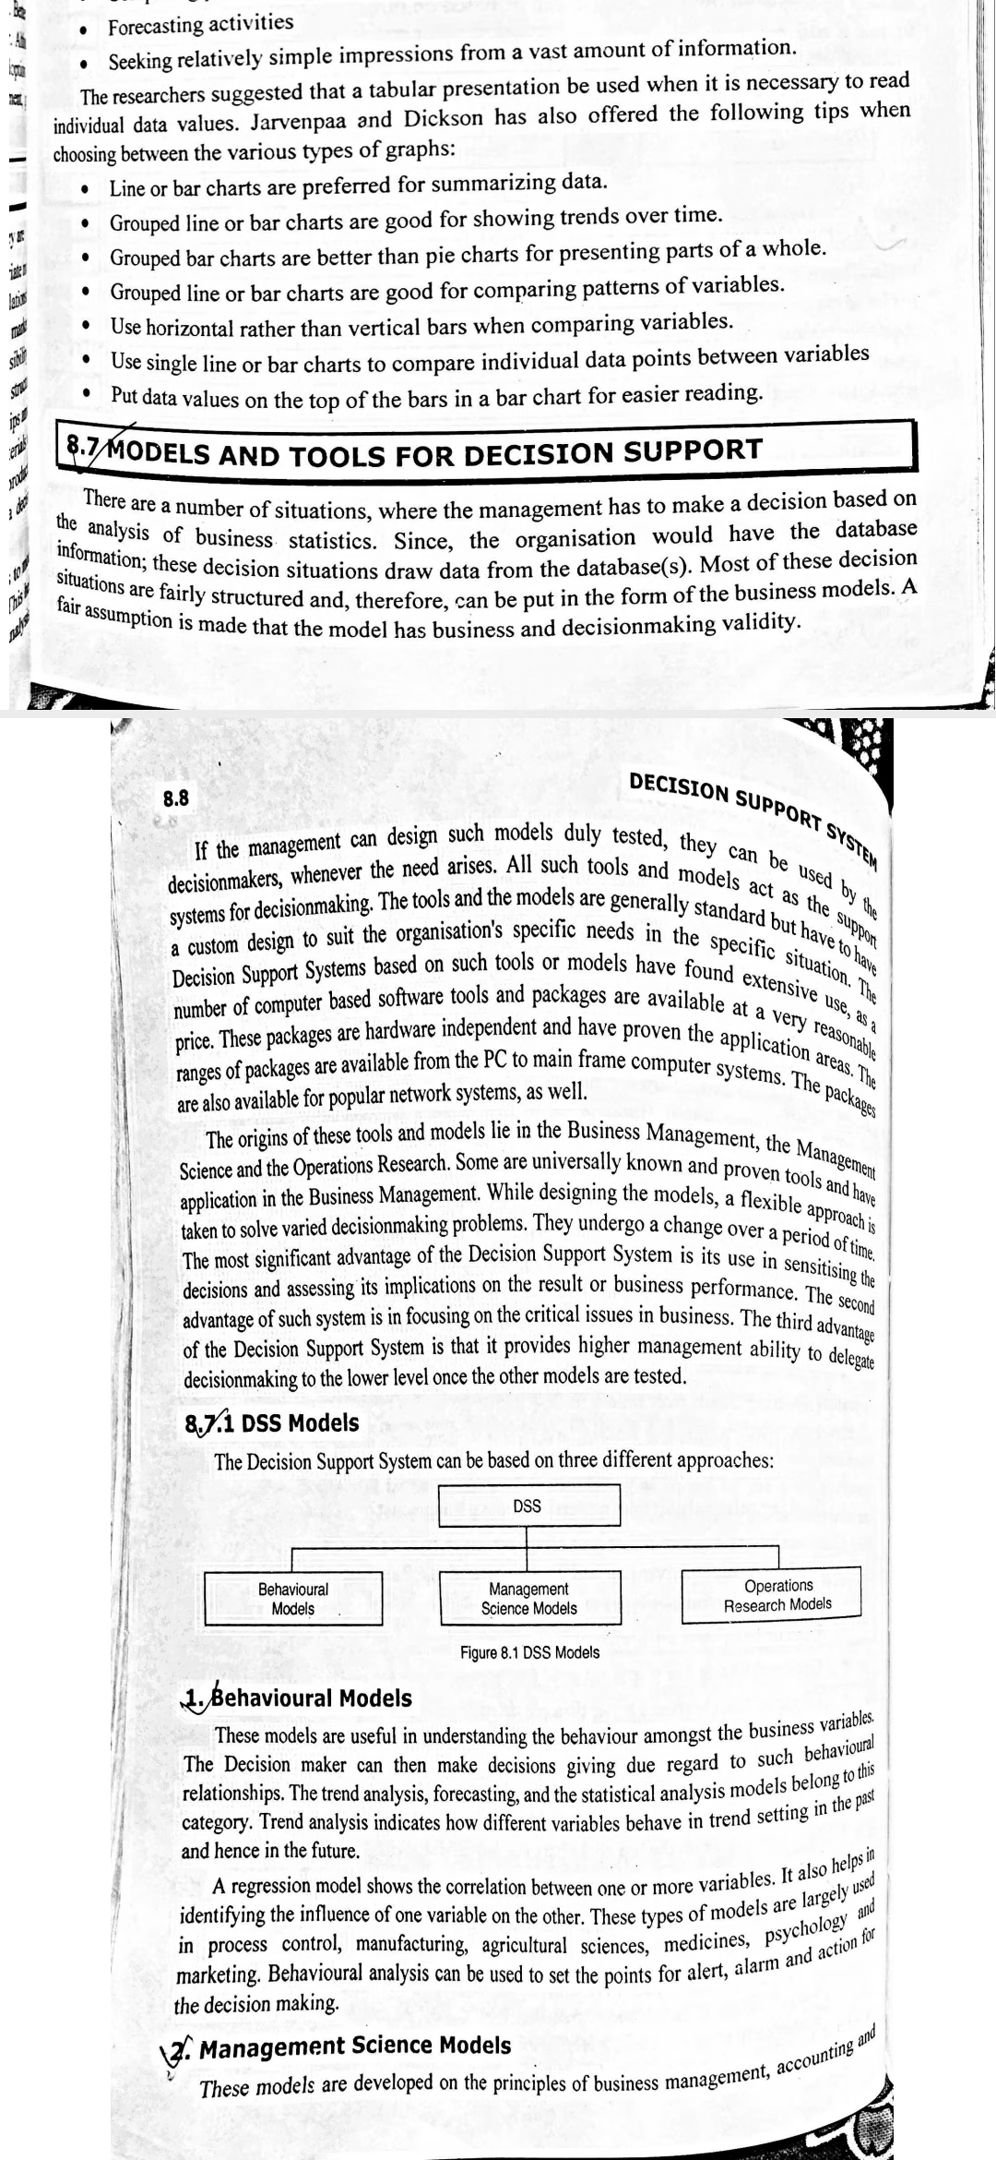 • Forecasting activities
• Seeking relatively simple impressions from a vast amount of information.
The researchers suggested that a tabular presentation be used when it is necessary to read
individual data values. Jarvenpaa and Dickson has also offered the following tips when
choosing between the various types of graphs:
• Line or bar charts are preferred for summarizing data.
• Grouped line or bar charts are good for showing trends over time.
• Grouped bar charts are better than pie charts for presenting parts of a whole.
• Grouped line or bar charts are good for comparing patterns of variables.
• Use horizontal rather than vertical bars when comparing variables.
• Use single line or bar charts to compare individual data points between variables
• Put data values on the top of the bars in a bar chart for easier reading.
8.7 MODELS AND TOOLS FOR DECISION SUPPORT
There are a number of situations, where the management has to make a decision based on
the analysis of business statistics. Since, the organisation would have the database
information; these decision situations draw data from the database(s). Most of these decision
situations are fairly structured and, therefore, can be put in the form of the business models. A
fair assumption is made that the model has business and decisionmaking validity.
8.8
DECISION SUPPORT SYSTEM
If the management can design such models duly tested, they can be used by the
decisionmakers, whenever the need arises. All such tools and models act as the support
systems for decisionmaking. The tools and the models are generally standard but have to have
a custom design to suit the organisation's specific needs in the specific situation. The
Decision Support Systems based on such tools or models have found extensive use, as a
number of computer based software tools and packages are available at a very reasonable
price. These packages are hardware independent and have proven the application areas. The
ranges of packages are available from the PC to main frame computer systems. The packages
are also available for popular network systems, as well.
The origins of these tools and models lie in the Business Management, the Management
Science and the Operations Research. Some are universally known and proven tools and have
application in the Business Management. While designing the models, a flexible approach is
taken to solve varied decisionmaking problems. They undergo a change over a period of time.
The most significant advantage of the Decision Support System is its use in sensitising the
decisions and assessing its implications on the result or business performance. The second
advantage of such system is in focusing on the critical issues in business. The third advantage
of the Decision Support System is that it provides higher management ability to delegate
decisionmaking to the lower level once the other models are tested.
8.7.1 DSS Models
The Decision Support System can be based on three different approaches:
DSS
Behavioural
Models
Management
Science Models
Operations
Research Models
Figure 8.1 DSS Models
1. Behavioural Models
These models are useful in understanding the behaviour amongst the business variables.
The Decision maker can then make decisions giving due regard to such behavioural
relationships. The trend analysis, forecasting, and the statistical analysis models belong to this
category. Trend analysis indicates how different variables behave in trend setting in the past
and hence in the future.
A regression model shows the correlation between one or more variables. It also helps in
identifying the influence of one variable on the other. These types of models are largely used
in process control, manufacturing, agricultural sciences, medicines, psychology and
marketing. Behavioural analysis can be used to set the points for alert, alarm and action for
the decision making.
2. Management Science Models
These models are developed on the principles of business management, accounting and